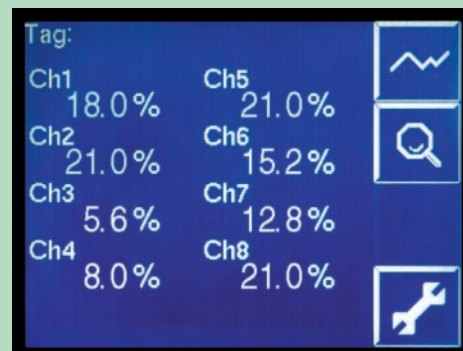 Tag:
Ch1 Ch5
18.0% 21.0%
Ch2 Ch6
21.0% 15.2%
Ch3 Ch7
5.6% 12.8%
Ch4 Ch8
8.0% 21.0%